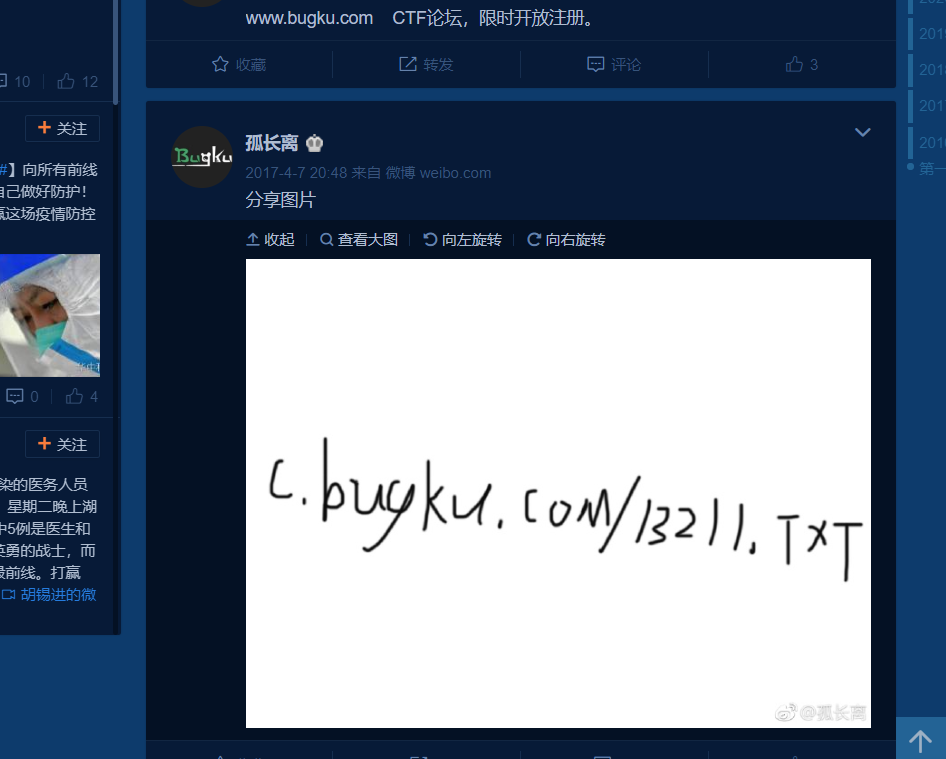 www.bugku.com CTF论坛，限时开放注册。
收藏
转发
评论
3
10
12
+ 关注
#】向所有前线
自己做好防护！
赢这场疫情防控
0
4
+ 关注
染的医务人员
星期二晚上湖
中5例是医生和
英勇的战士，而
最前线。打赢
胡锡进的微
Bugku
孤长离
2017-4-7 20:48 来自 微博 weibo.com
分享图片
收起
查看大图
向左旋转
向右旋转
c.bugku.com/13211.TXT
@孤长离
201
201
201
第一